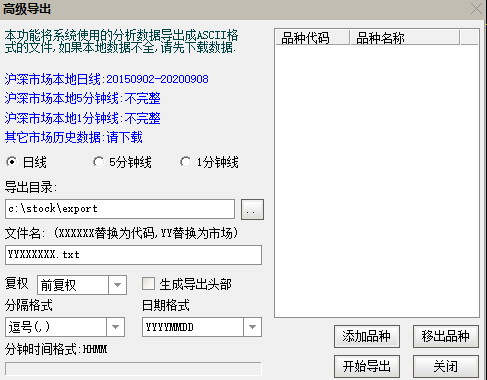 高级导出
本功能将系统使用的分析数据导出成ASCII格
式的文件,如果本地数据不全,请先下载数据.
沪深市场本地日线:20150902-20200908
沪深市场本地5分钟线:不完整
沪深市场本地1分钟线:不完整
其它市场历史数据:请下载
日线 5分钟线 1分钟线
导出目录:
c:\stock\export ..
文件名: (XXXXXX替换为代码,YY替换为市场)
YYXXXXXX.txt
复权 前复权 生成导出头部
分隔格式 日期格式
逗号(,) YYYYMMDD
分钟时间格式:HHMM
品种代码 品种名称
添加品种 移出品种
开始导出 关闭